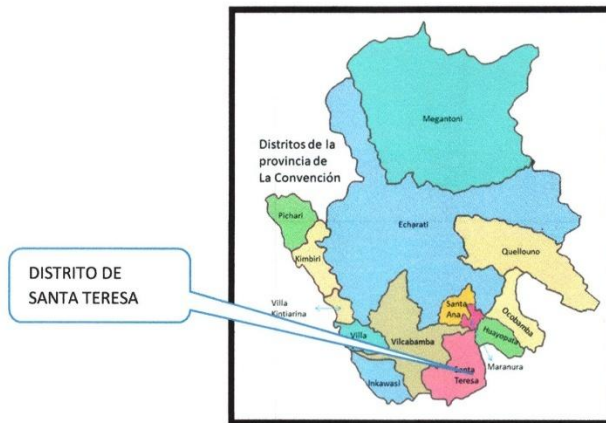 Megantoni
Distritos de la
provincia de
La Convención
Pichari
Echarati
Kimbiri
Quellouno
DISTRITO DE
SANTA TERESA
Villa
Kintiarina
Santa
Ana
Ocobamba
Villa
Vilcabamba
Huayopata
Maranura
Santa
Teresa
Inkawasi